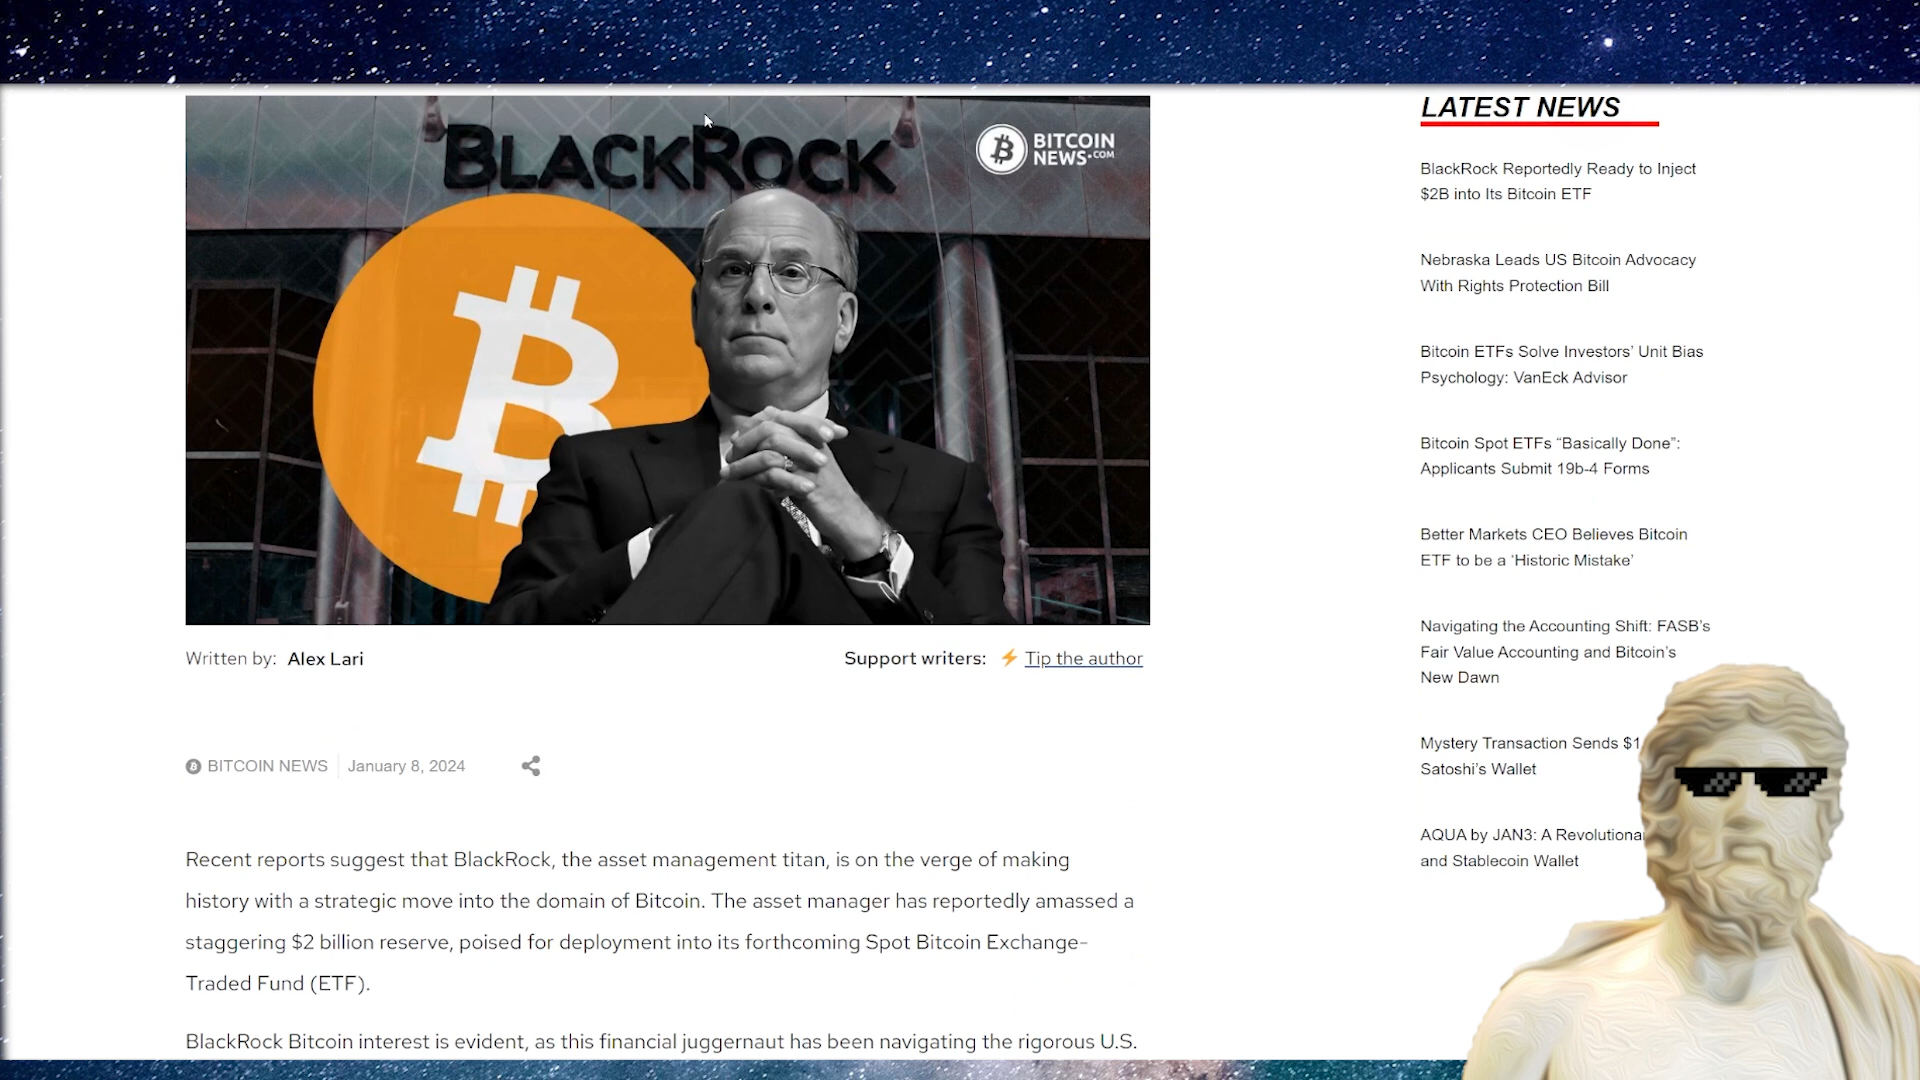 BLACKROCK
BITCOIN
NEWS.COM
Written by: Alex Lari
Support writers: Tip the author
BITCOIN NEWS January 8, 2024
Recent reports suggest that BlackRock, the asset management titan, is on the verge of making
history with a strategic move into the domain of Bitcoin. The asset manager has reportedly amassed a
staggering $2 billion reserve, poised for deployment into its forthcoming Spot Bitcoin Exchange-
Traded Fund (ETF).
BlackRock Bitcoin interest is evident, as this financial juggernaut has been navigating the rigorous U.S.
LATEST NEWS
BlackRock Reportedly Ready to Inject
$2B into Its Bitcoin ETF
Nebraska Leads US Bitcoin Advocacy
With Rights Protection Bill
Bitcoin ETFs Solve Investors’ Unit Bias
Psychology: VanEck Advisor
Bitcoin Spot ETFs “Basically Done”:
Applicants Submit 19b-4 Forms
Better Markets CEO Believes Bitcoin
ETF to be a ‘Historic Mistake’
Navigating the Accounting Shift: FASB’s
Fair Value Accounting and Bitcoin’s
New Dawn
Mystery Transaction Sends $1
Satoshi’s Wallet
AQUA by JAN3: A
and Stablecoin Wallet